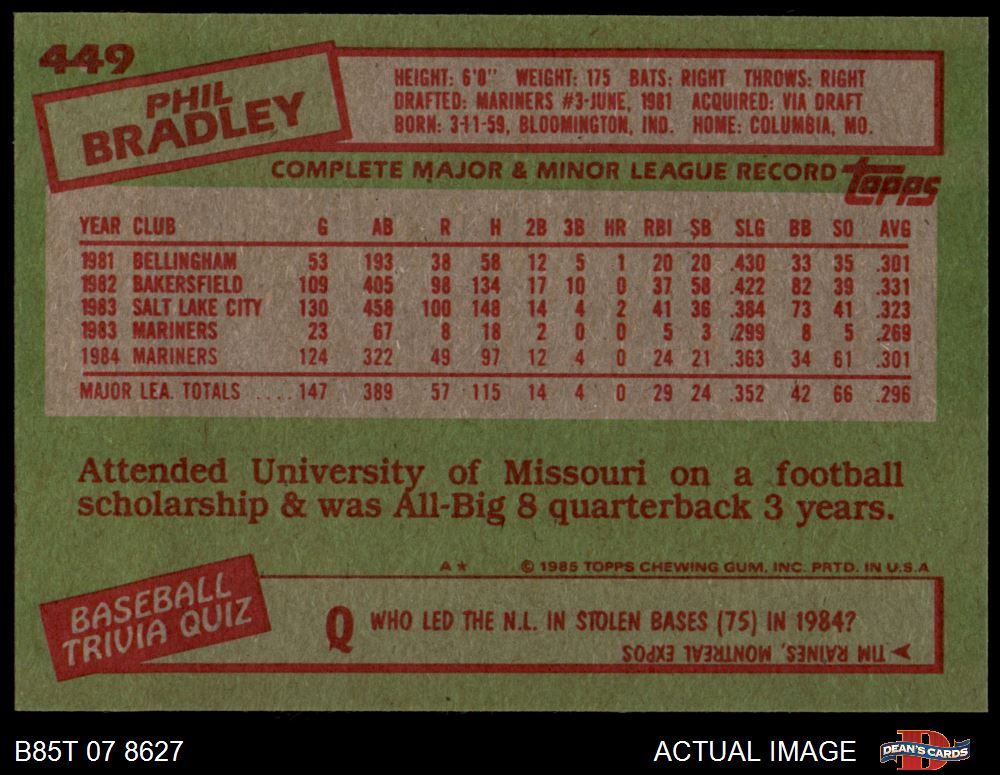 449
PHIL
BRADLEY
HEIGHT: 6'0" WEIGHT: 175 BATS: RIGHT THROWS: RIGHT
DRAFTED: MARINERS #3-JUNE, 1981 ACQUIRED: VIA DRAFT
BORN: 3-11-59, BLOOMINGTON, IND. HOME: COLUMBIA, MO.
COMPLETE MAJOR & MINOR LEAGUE RECORD topps
YEAR CLUB G AB R H 2B 3B HR RBI SB SLG BB SO AVG
1981 BELLINGHAM 53 193 38 58 12 5 1 20 20 .430 33 35 .301
1982 BAKERSFIELD 109 405 98 134 17 10 0 37 58 .422 82 39 .331
1983 SALT LAKE CITY 130 458 100 148 14 4 2 41 36 .384 73 41 .323
1983 MARINERS 23 67 8 18 2 0 0 5 3 .299 8 5 .269
1984 MARINERS 124 322 49 97 12 4 0 24 21 .363 34 61 .301
MAJOR LEA. TOTALS .... 147 389 57 115 14 4 0 29 24 .352 42 66 .296
Attended University of Missouri on a football
scholarship & was All-Big 8 quarterback 3 years.
A* © 1985 TOPPS CHEWING GUM, INC. PRTD. IN U.S.A
BASEBALL
TRIVIA QUIZ
Q WHO LED THE N.L. IN STOLEN BASES (75) IN 1984?
TIM RAINES, MONTREAL EXPOS
B85T 07 8627
ACTUAL IMAGE
D
DEAN'S CARDS